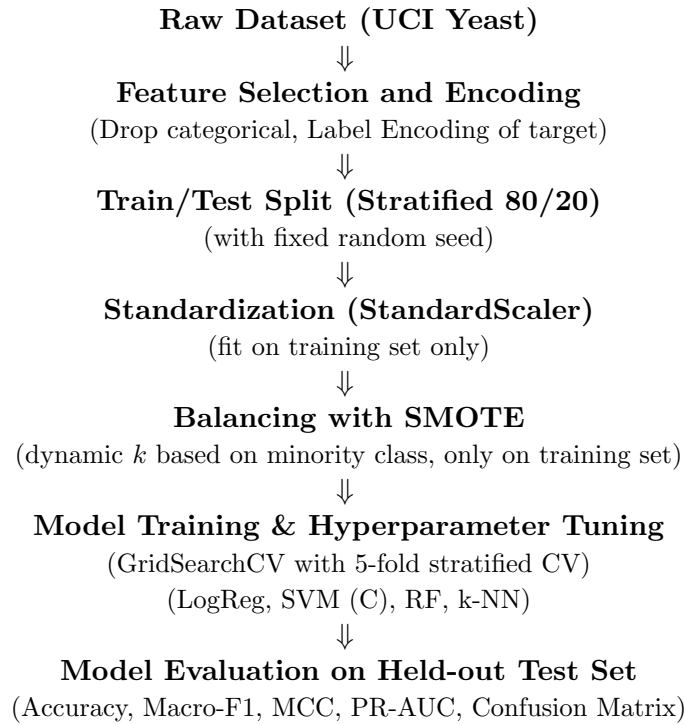 Raw Dataset (UCI Yeast)
⇓
Feature Selection and Encoding
(Drop categorical, Label Encoding of target)
⇓
Train/Test Split (Stratified 80/20)
(with fixed random seed)
⇓
Standardization (StandardScaler)
(fit on training set only)
⇓
Balancing with SMOTE
(dynamic k based on minority class, only on training set)
⇓
Model Training & Hyperparameter Tuning
(GridSearchCV with 5-fold stratified CV)
(LogReg, SVM (C), RF, k-NN)
⇓
Model Evaluation on Held-out Test Set
(Accuracy, Macro-F1, MCC, PR-AUC, Confusion Matrix)